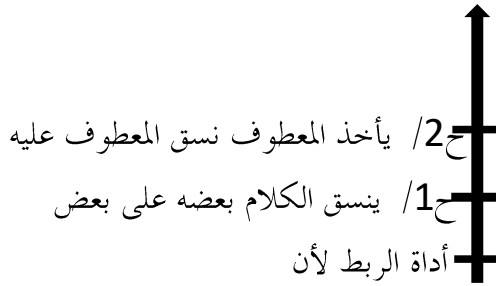 ح2/ يأخذ المعطوف نسق المعطوف عليه
ح1/ ينسق الكلام بعضه على بعض
أداة الربط لأن